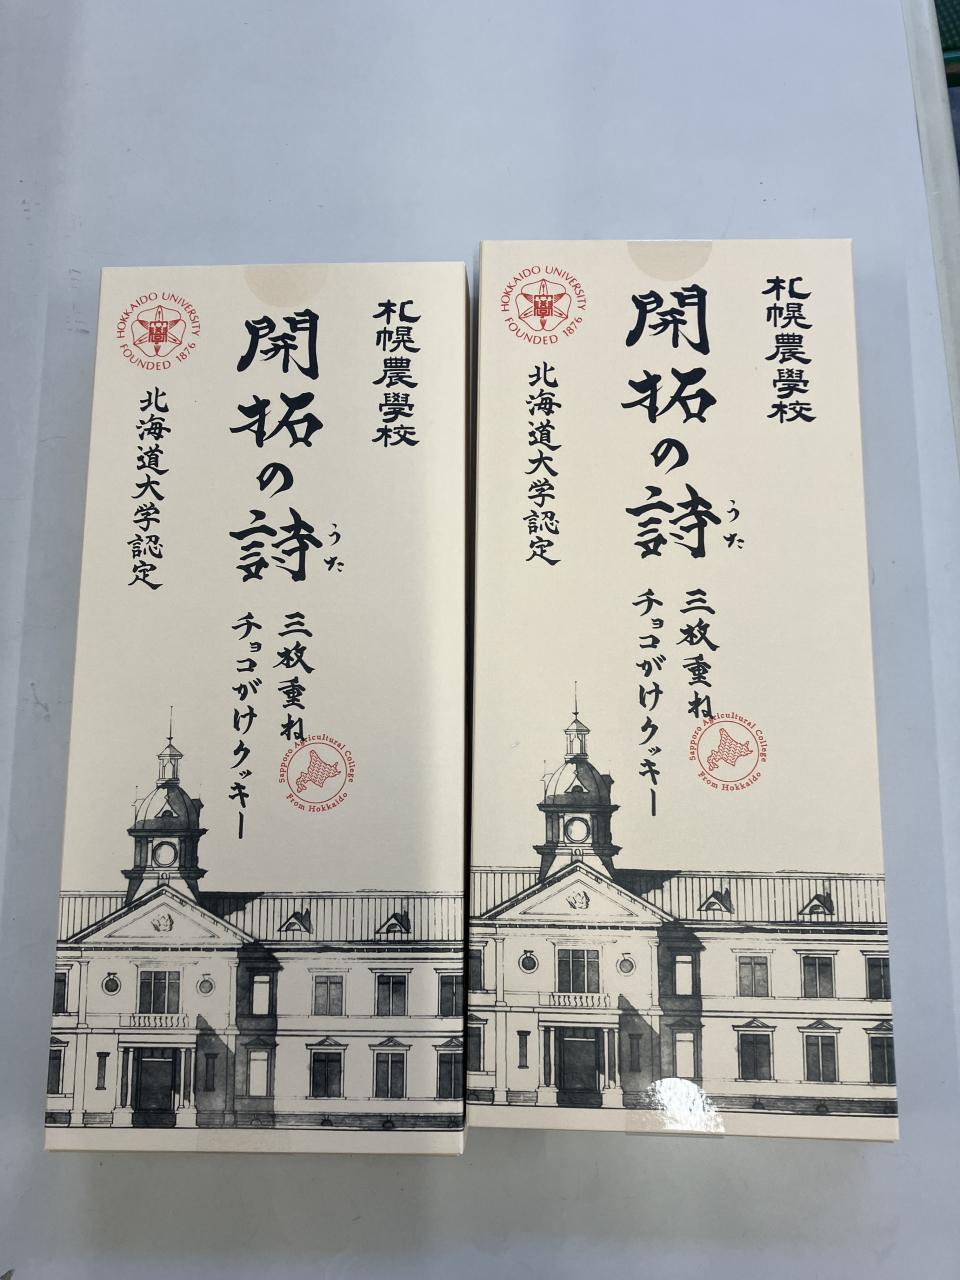 札幌農學校
開拓の詩
うた
三枚重ね
チョコがけクッキー
HOKKAIDO UNIVERSITY
FOUNDED 1876
北海道大学認定
Sapporo Agricultural College
From Hokkaido
札幌農學校
開拓の詩
うた
三枚重ね
チョコがけクッキー
HOKKAIDO UNIVERSITY
FOUNDED 1876
北海道大学認定
Sapporo Agricultural College
From Hokkaido